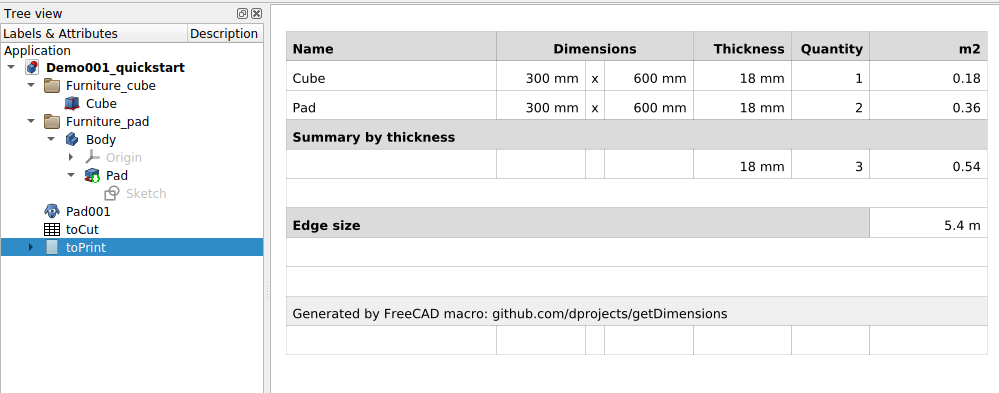 Tree view
Labels & Attributes Description
Application
Demo001_quickstart
Furniture_cube
Cube
Furniture_pad
Body
Origin
Pad
Sketch
Pad001
toCut
toPrint
Name Dimensions Thickness Quantity m2
Cube 300 mm x 600 mm 18 mm 1 0.18
Pad 300 mm x 600 mm 18 mm 2 0.36
Summary by thickness
18 mm 3 0.54
Edge size 5.4 m
Generated by FreeCAD macro: github.com/dprojects/getDimensions